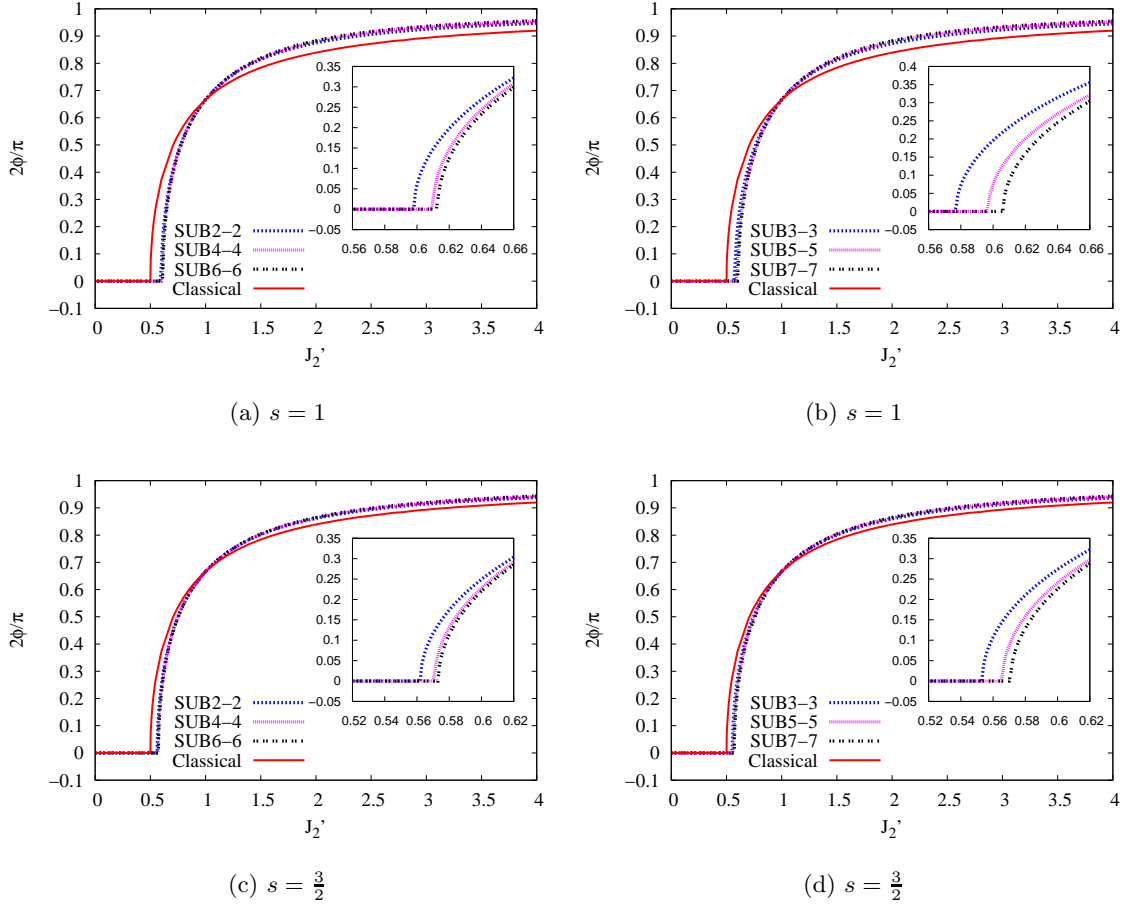 1
0.9
0.8
0.7
0.6
0.5
0.4
0.3
0.2
0.1
0
−0.1
2φ/π
0.35
0.3
0.25
0.2
0.15
0.1
0.05
0
−0.05
0.56 0.58 0.6 0.62 0.64 0.66
SUB2−2
SUB4−4
SUB6−6
Classical
0 0.5 1 1.5 2 2.5 3 3.5 4
J2’
(a) s = 1
1
0.9
0.8
0.7
0.6
0.5
0.4
0.3
0.2
0.1
0
−0.1
2φ/π
0.4
0.35
0.3
0.25
0.2
0.15
0.1
0.05
0
−0.05
0.56 0.58 0.6 0.62 0.64 0.66
SUB3−3
SUB5−5
SUB7−7
Classical
0 0.5 1 1.5 2 2.5 3 3.5 4
J2’
(b) s = 1
1
0.9
0.8
0.7
0.6
0.5
0.4
0.3
0.2
0.1
0
−0.1
2φ/π
0.35
0.3
0.25
0.2
0.15
0.1
0.05
0
−0.05
0.52 0.54 0.56 0.58 0.6 0.62
SUB2−2
SUB4−4
SUB6−6
Classical
0 0.5 1 1.5 2 2.5 3 3.5 4
J2’
(c) s = 3/2
1
0.9
0.8
0.7
0.6
0.5
0.4
0.3
0.2
0.1
0
−0.1
2φ/π
0.35
0.3
0.25
0.2
0.15
0.1
0.05
0
−0.05
0.52 0.54 0.56 0.58 0.6 0.62
SUB3−3
SUB5−5
SUB7−7
Classical
0 0.5 1 1.5 2 2.5 3 3.5 4
J2’
(d) s = 3/2